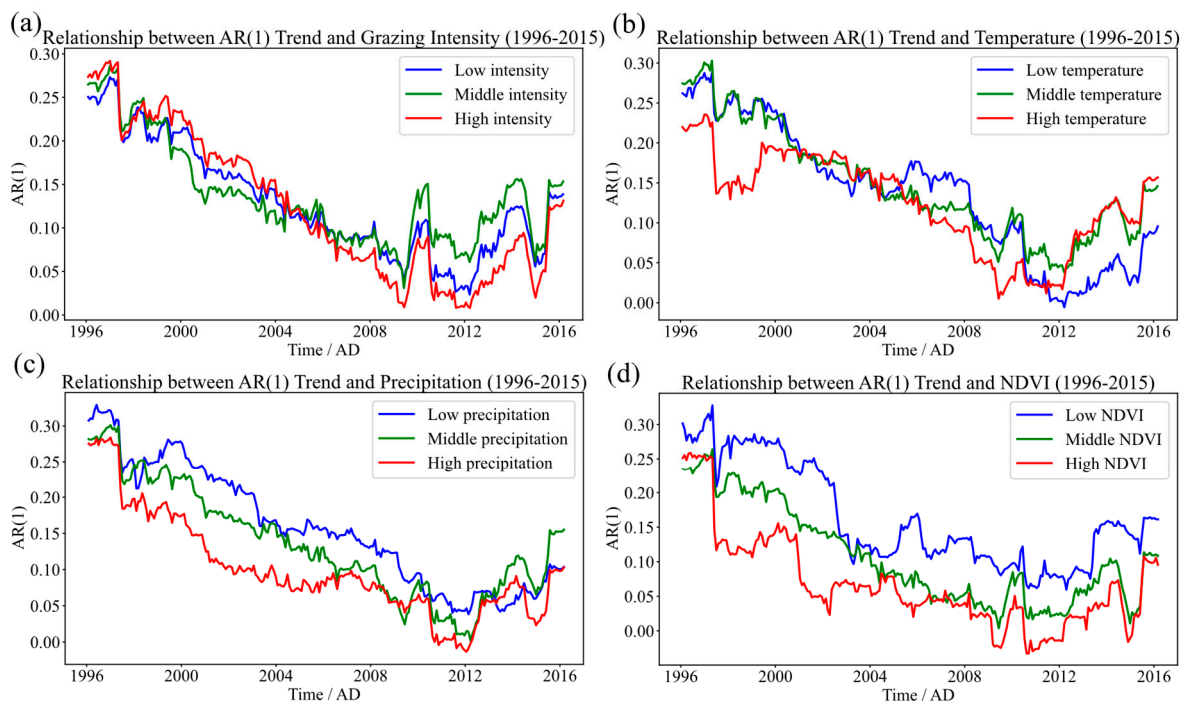 (a)
Relationship between AR(1) Trend and Grazing Intensity (1996-2015)
Low intensity
Middle intensity
High intensity
0.30
0.25
0.20
0.15
0.10
0.05
0.00
AR(1)
1996 2000 2004 2008 2012 2016
Time / AD
(b)
Relationship between AR(1) Trend and Temperature (1996-2015)
Low temperature
Middle temperature
High temperature
0.30
0.25
0.20
0.15
0.10
0.05
0.00
AR(1)
1996 2000 2004 2008 2012 2016
Time / AD
(c)
Relationship between AR(1) Trend and Precipitation (1996-2015)
Low precipitation
Middle precipitation
High precipitation
0.30
0.25
0.20
0.15
0.10
0.05
0.00
AR(1)
1996 2000 2004 2008 2012 2016
Time / AD
(d)
Relationship between AR(1) Trend and NDVI (1996-2015)
Low NDVI
Middle NDVI
High NDVI
0.30
0.25
0.20
0.15
0.10
0.05
0.00
AR(1)
1996 2000 2004 2008 2012 2016
Time / AD